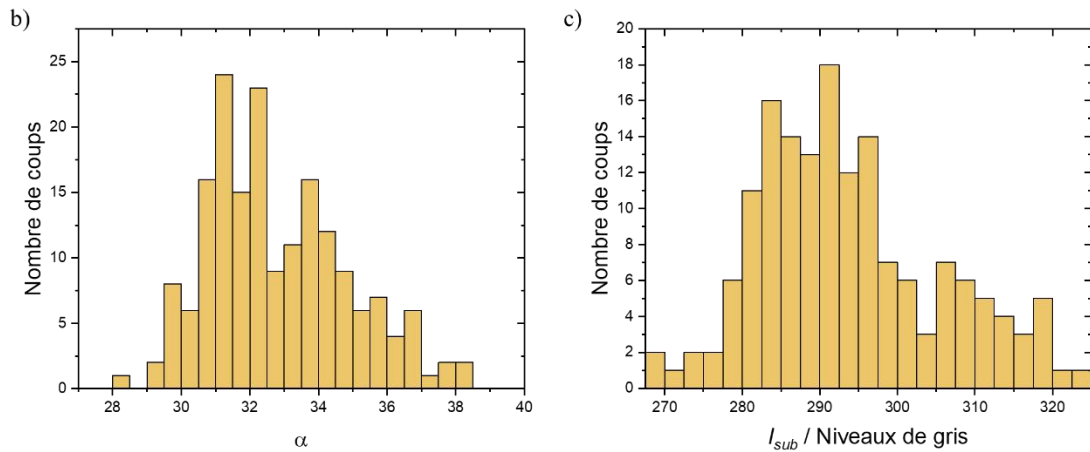 b)
25
20
15
10
5
0
Nombre de coups
28 30 32 34 36 38 40
α
c)
20
18
16
14
12
10
8
6
4
2
0
Nombre de coups
270 280 290 300 310 320
I_sub / Niveaux de gris